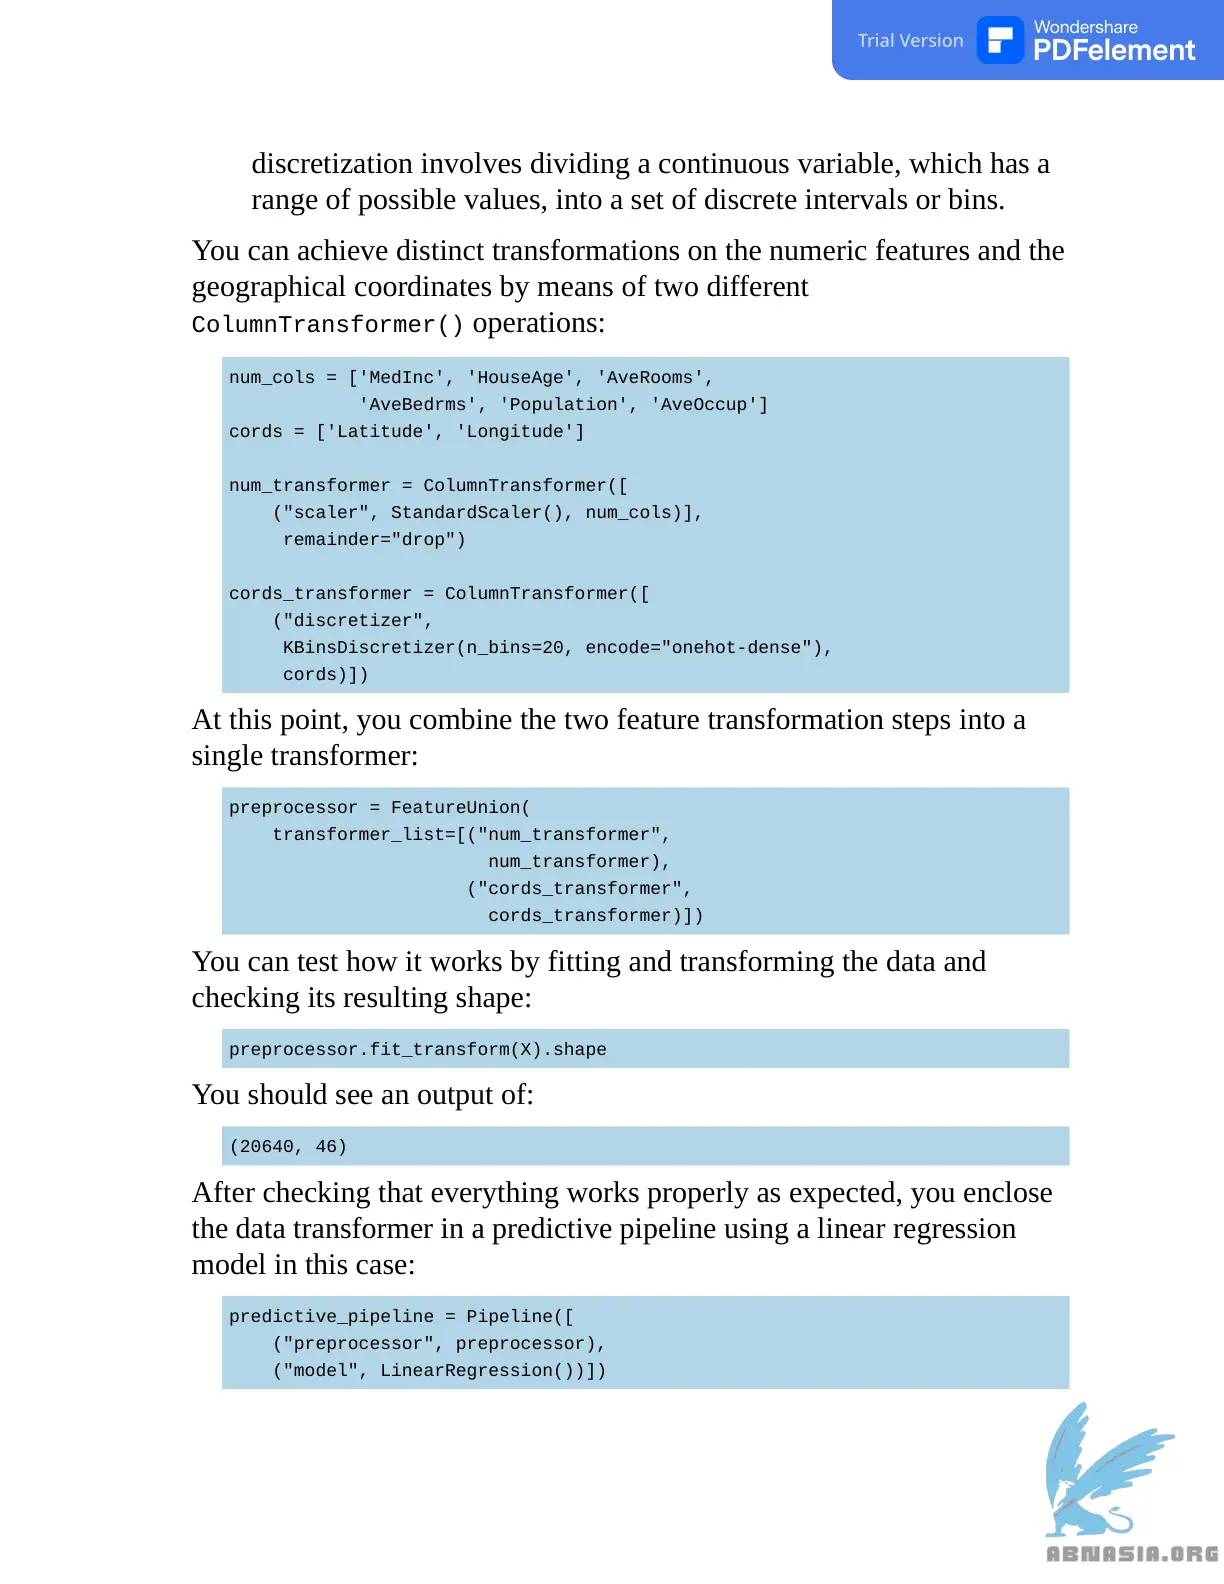 Trial Version
Wondershare
PDFelement
discretization involves dividing a continuous variable, which has a
range of possible values, into a set of discrete intervals or bins.
You can achieve distinct transformations on the numeric features and the
geographical coordinates by means of two different
ColumnTransformer() operations:
num_cols = ['MedInc', 'HouseAge', 'AveRooms',
            'AveBedrms', 'Population', 'AveOccup']
cords = ['Latitude', 'Longitude']
num_transformer = ColumnTransformer([
    ("scaler", StandardScaler(), num_cols)],
     remainder="drop")
cords_transformer = ColumnTransformer([
    ("discretizer",
     KBinsDiscretizer(n_bins=20, encode="onehot-dense"),
     cords)])
At this point, you combine the two feature transformation steps into a
single transformer:
preprocessor = FeatureUnion(
    transformer_list=[("num_transformer",
                        num_transformer),
                      ("cords_transformer",
                        cords_transformer)])
You can test how it works by fitting and transforming the data and
checking its resulting shape:
preprocessor.fit_transform(X).shape
You should see an output of:
(20640, 46)
After checking that everything works properly as expected, you enclose
the data transformer in a predictive pipeline using a linear regression
model in this case:
predictive_pipeline = Pipeline([
    ("preprocessor", preprocessor),
    ("model", LinearRegression())])
ABNASIA.ORG